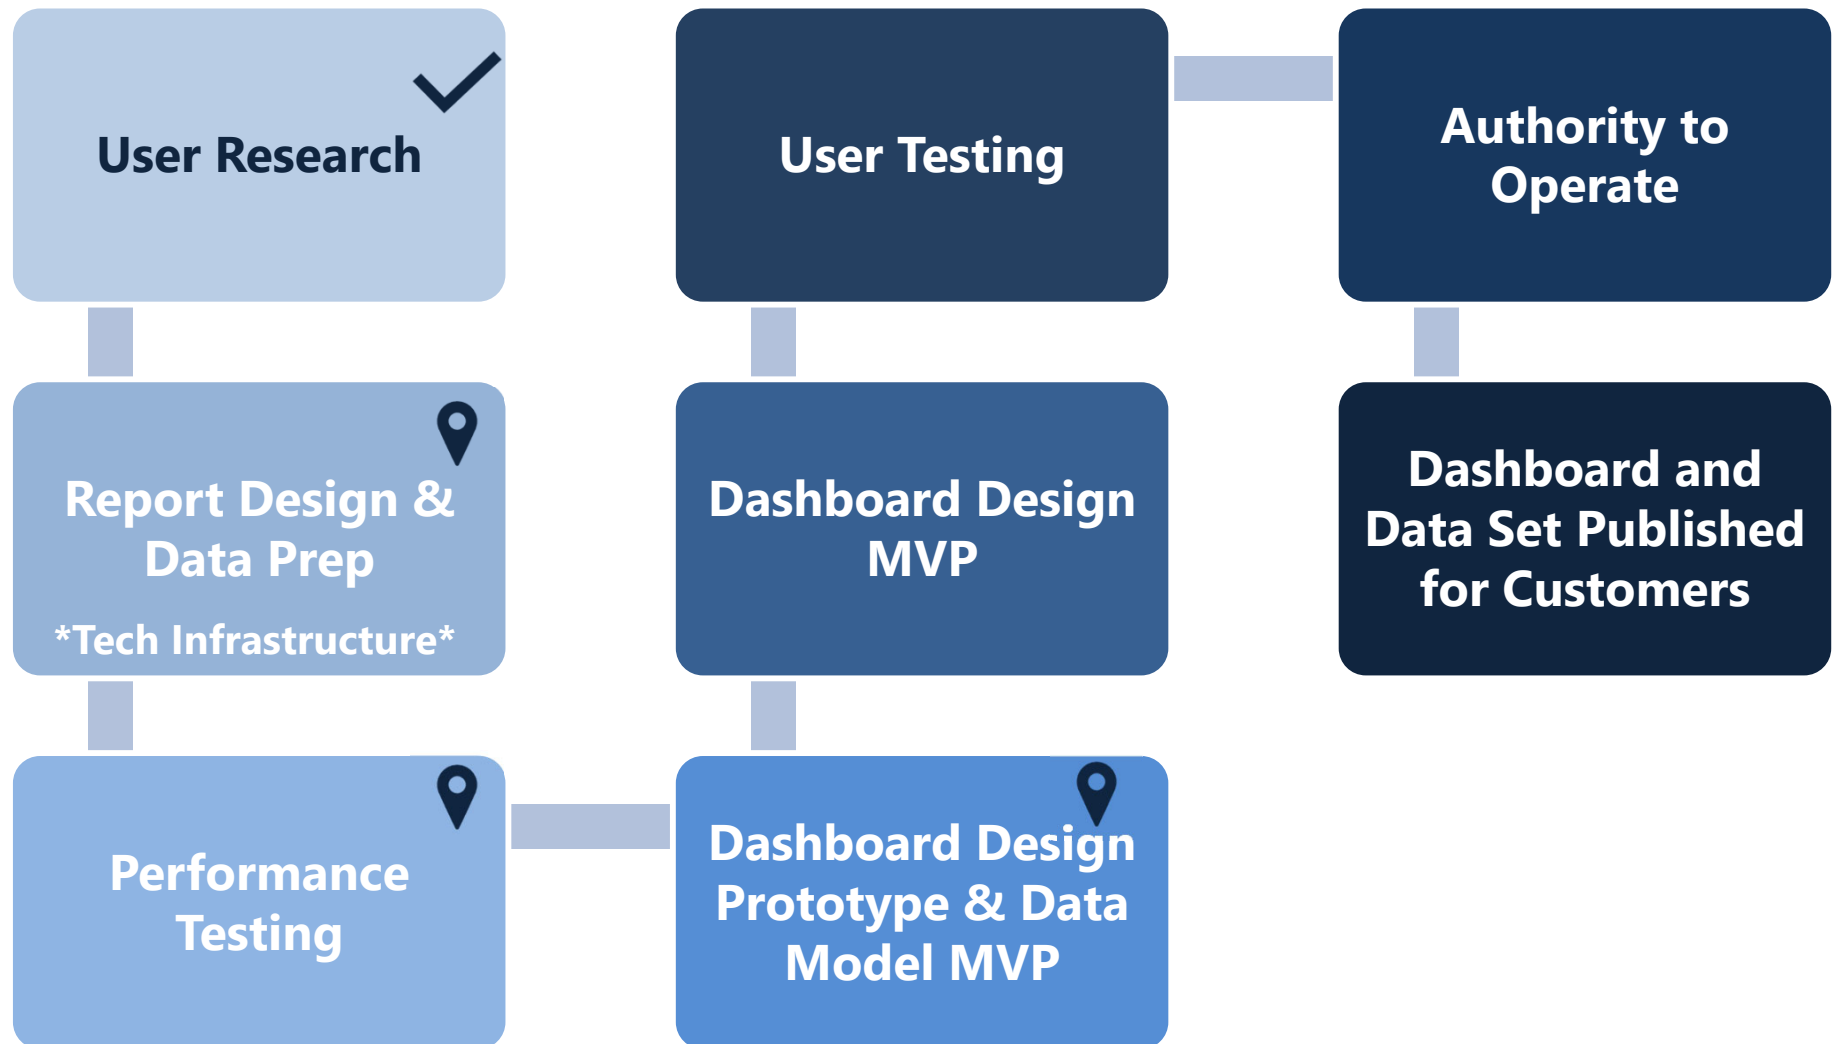 User Research
Report Design &
Data Prep
*Tech Infrastructure*
Performance
Testing
Dashboard Design
Prototype & Data
Model MVP
Dashboard Design
MVP
User Testing
Authority to
Operate
Dashboard and
Data Set Published
for Customers